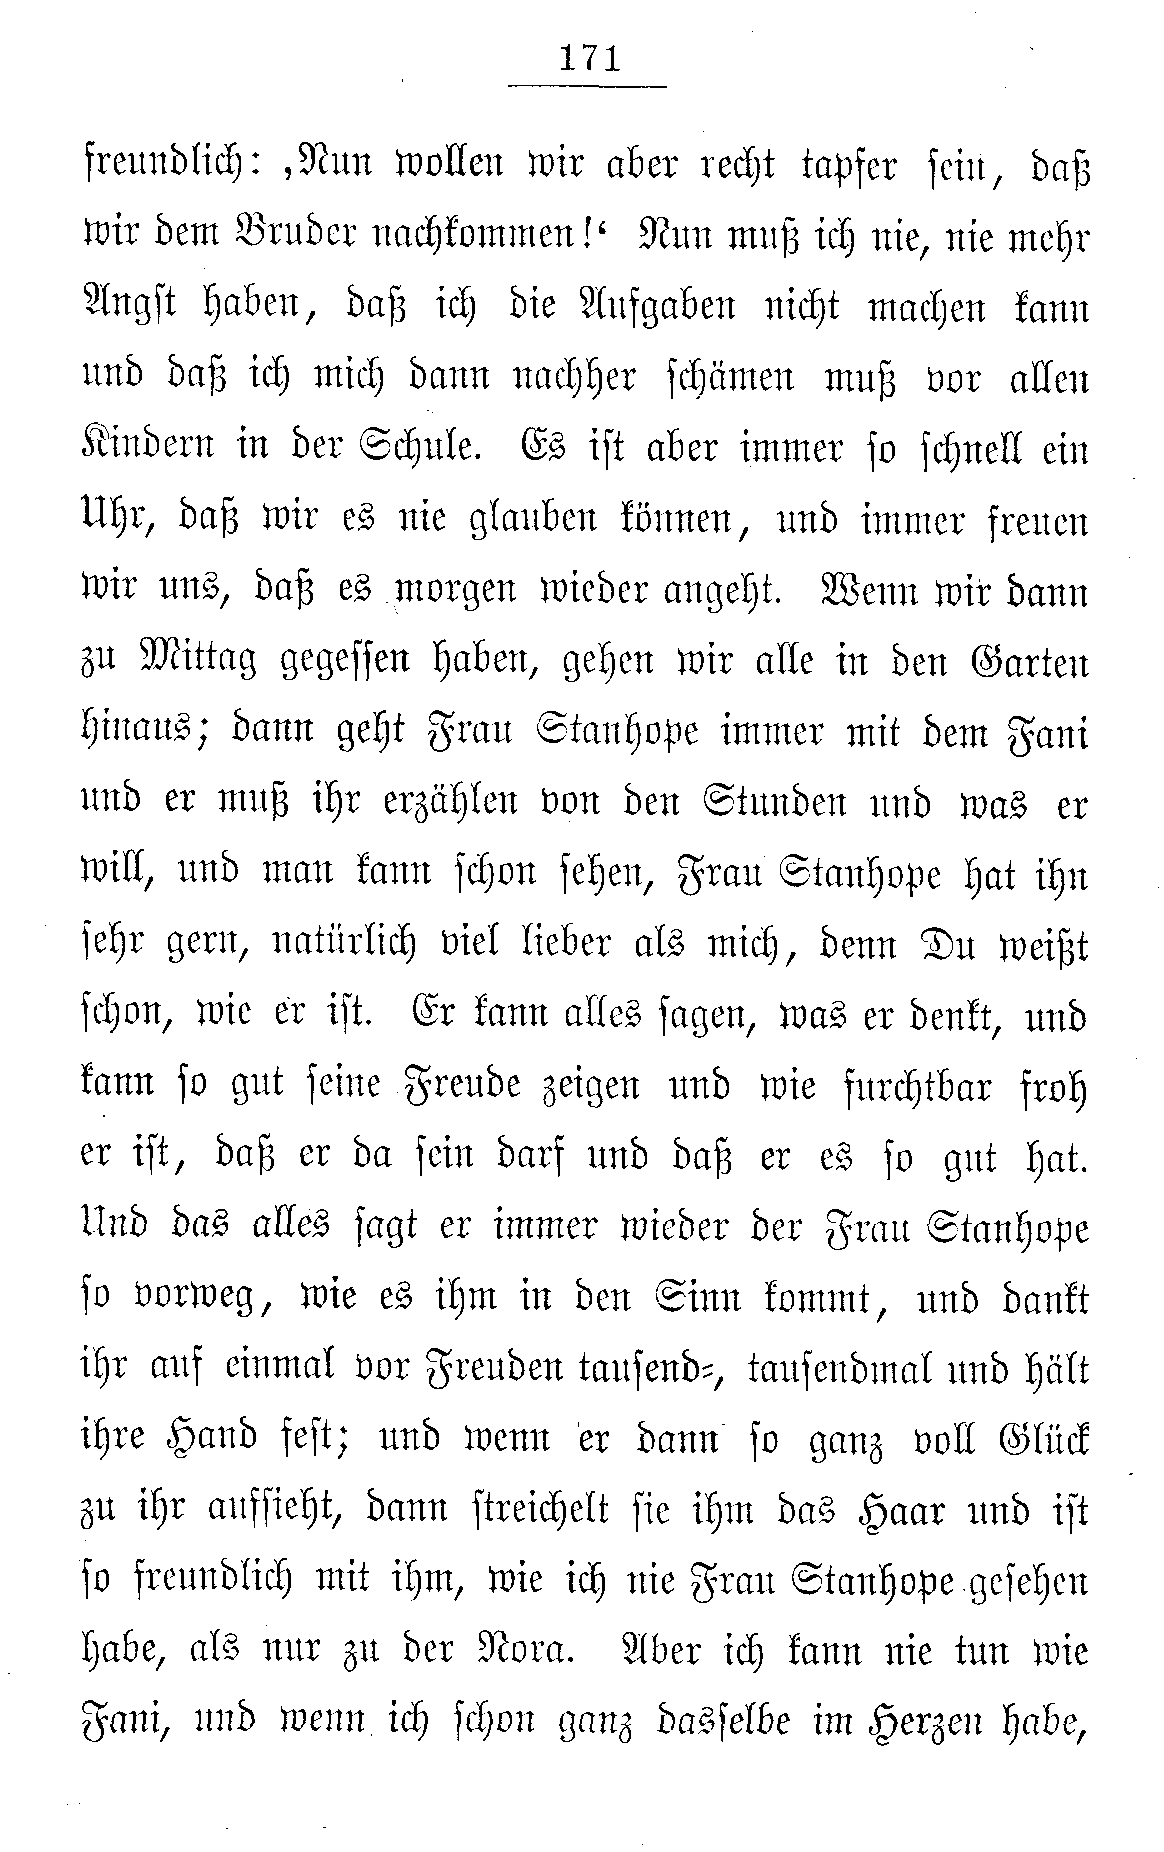 171
freundlich: ‚Nun wollen wir aber recht tapfer sein, daß
wir dem Bruder nachkommen!‘ Nun muß ich nie, nie mehr
Angst haben, daß ich die Aufgaben nicht machen kann
und daß ich mich dann nachher schämen muß vor allen
Kindern in der Schule. Es ist aber immer so schnell ein
Uhr, daß wir es nie glauben können, und immer freuen
wir uns, daß es morgen wieder angeht. Wenn wir dann
zu Mittag gegessen haben, gehen wir alle in den Garten
hinaus; dann geht Frau Stanhope immer mit dem Fani
und er muß ihr erzählen von den Stunden und was er
will, und man kann schon sehen, Frau Stanhope hat ihn
sehr gern, natürlich viel lieber als mich, denn Du weißt
schon, wie er ist. Er kann alles sagen, was er denkt, und
kann so gut seine Freude zeigen und wie furchtbar froh
er ist, daß er da sein darf und daß er es so gut hat.
Und das alles sagt er immer wieder der Frau Stanhope
so vorweg, wie es ihm in den Sinn kommt, und dankt
ihr auf einmal vor Freuden tausend-, tausendmal und hält
ihre Hand fest; und wenn er dann so ganz voll Glück
zu ihr aufsieht, dann streichelt sie ihm das Haar und ist
so freundlich mit ihm, wie ich nie Frau Stanhope gesehen
habe, als nur zu der Nora. Aber ich kann nie tun wie
Fani, und wenn ich schon ganz dasselbe im Herzen habe,